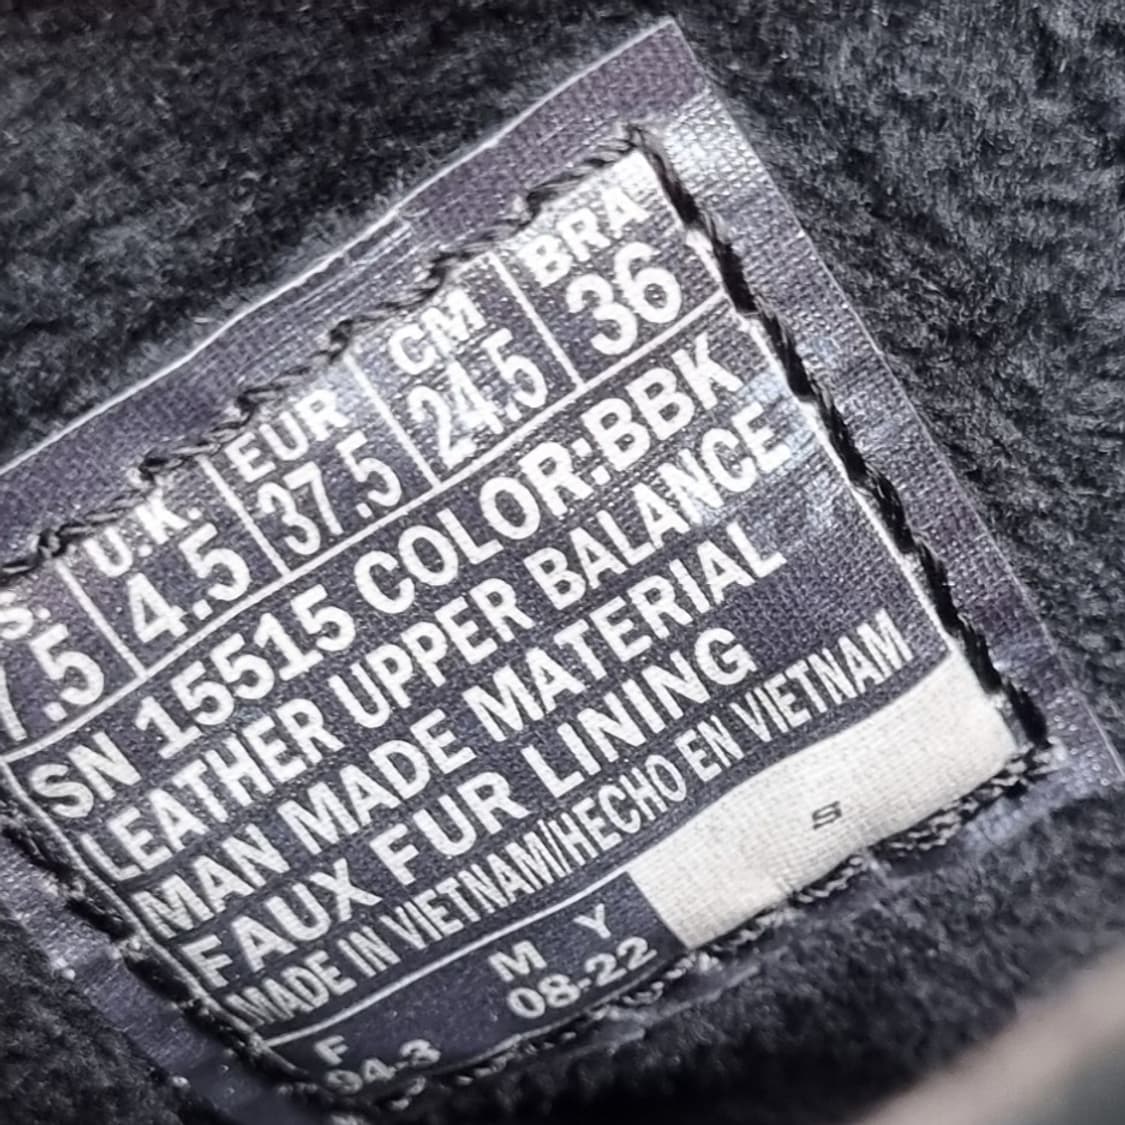 S. U.K. EUR CM BRA
7.5 4.5 37.5 24.5 36
SN 15515 COLOR:BBK
LEATHER UPPER BALANCE
MAN MADE MATERIAL
FAUX FUR LINING
MADE IN VIETNAM/HECHO EN VIETNAM
F M Y S
94-3 08-22